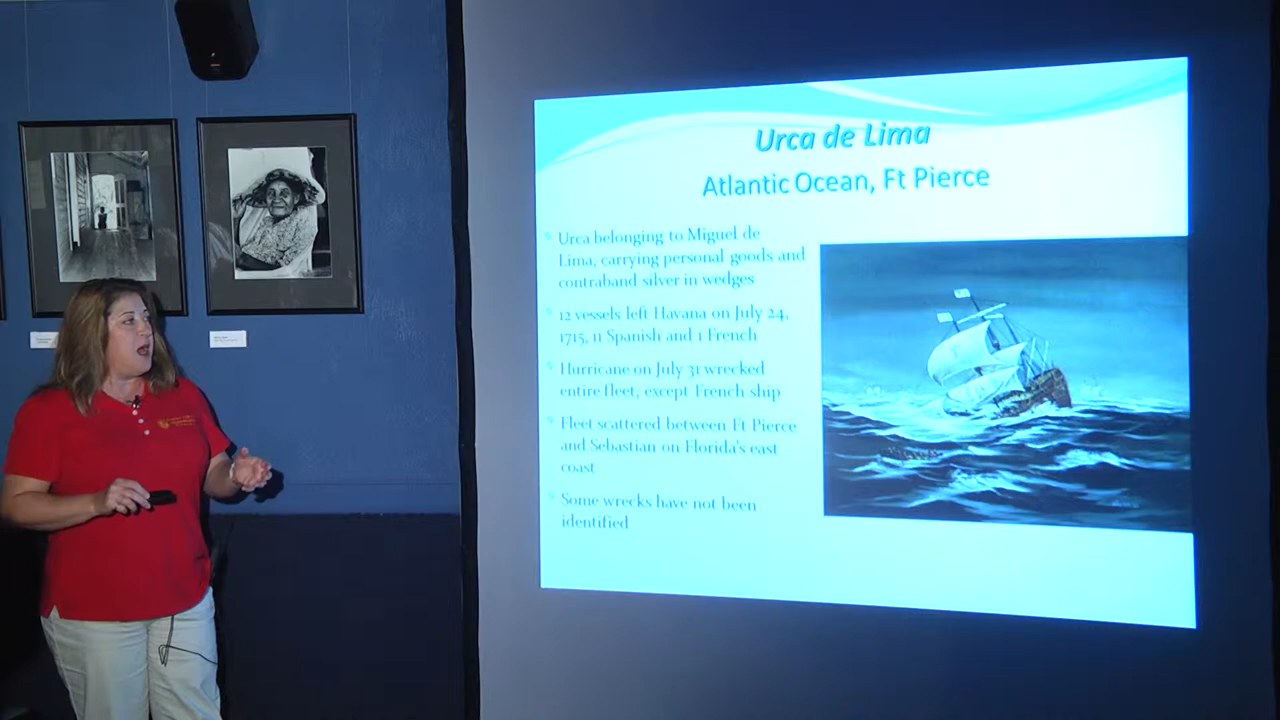 Urca de Lima
Atlantic Ocean, Ft Pierce
Urca belonging to Miguel de
Lima, carrying personal goods and
contraband silver in wedges
12 vessels left Havana on July 24,
1715, 11 Spanish and 1 French
Hurricane on July 31 wrecked
entire fleet, except French ship
Fleet scattered between Ft Pierce
and Sebastian on Florida's east
coast
Some wrecks have not been
identified